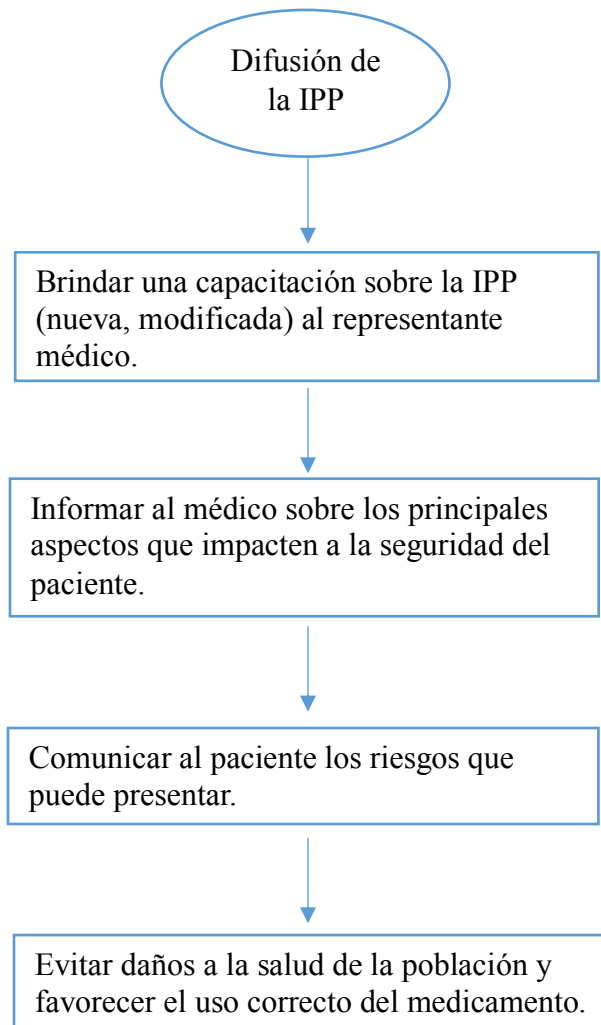 Difusión de
la IPP
Brindar una capacitación sobre la IPP
(nueva, modificada) al representante
médico.
Informar al médico sobre los principales
aspectos que impacten a la seguridad del
paciente.
Comunicar al paciente los riesgos que
puede presentar.
Evitar daños a la salud de la población y
favorecer el uso correcto del medicamento.